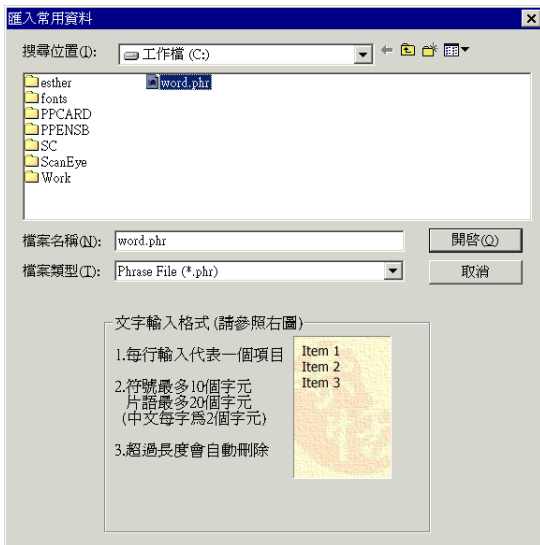 匯入常用資料
搜尋位置(I):
工作檔 (C:)
esther
word.phr
fonts
PPCARD
PPENSB
SC
ScanEye
Work
檔案名稱(N):
word.phr
開啓(O)
檔案類型(T):
Phrase File (*.phr)
取消
文字輸入格式 (請參照右圖)
1.每行輸入代表一個項目
2.符號最多10個字元
片語最多20個字元
(中文每字爲2個字元)
3.超過長度會自動刪除
Item 1
Item 2
Item 3